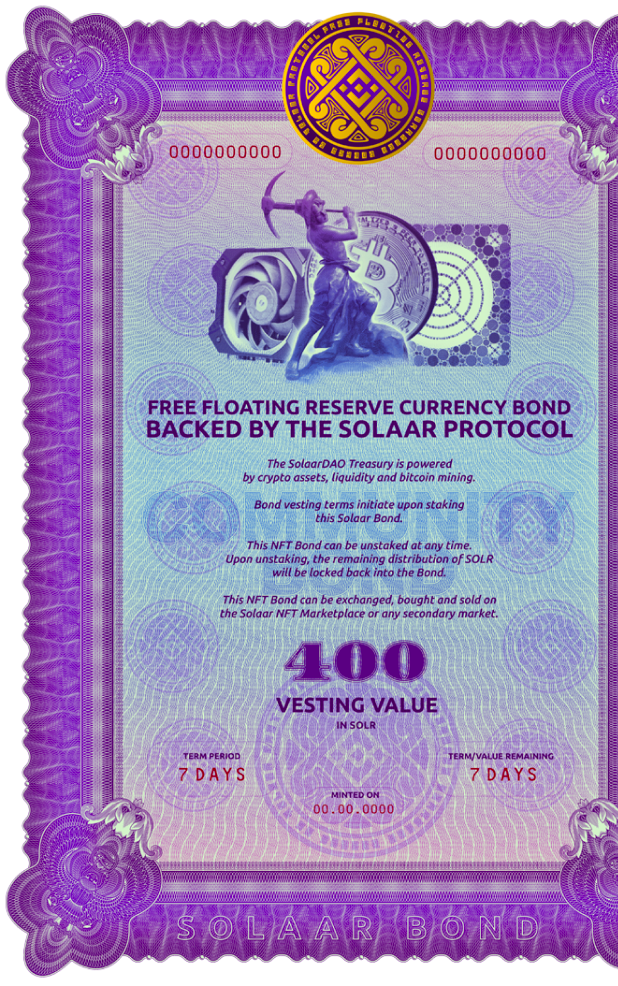 0000000000
0000000000
FREE FLOATING RESERVE CURRENCY BOND
BACKED BY THE SOLAAR PROTOCOL
The SolaarDAO Treasury is powered
by crypto assets, liquidity and bitcoin mining.
Bond vesting terms initiate upon staking
this Solaar Bond.
COMMUNITY
This NFT Bond can be unstaked at any time.
Upon unstaking, the remaining distribution of SOLR
will be locked back into the Bond.
This NFT Bond can be exchanged, bought and sold on
the Solaar NFT Marketplace or any secondary market.
400
VESTING VALUE
IN SOLR
TERM PERIOD
7 DAYS
TERM/VALUE REMAINING
7 DAYS
MINTED ON
00.00.0000
SOLAAR BOND